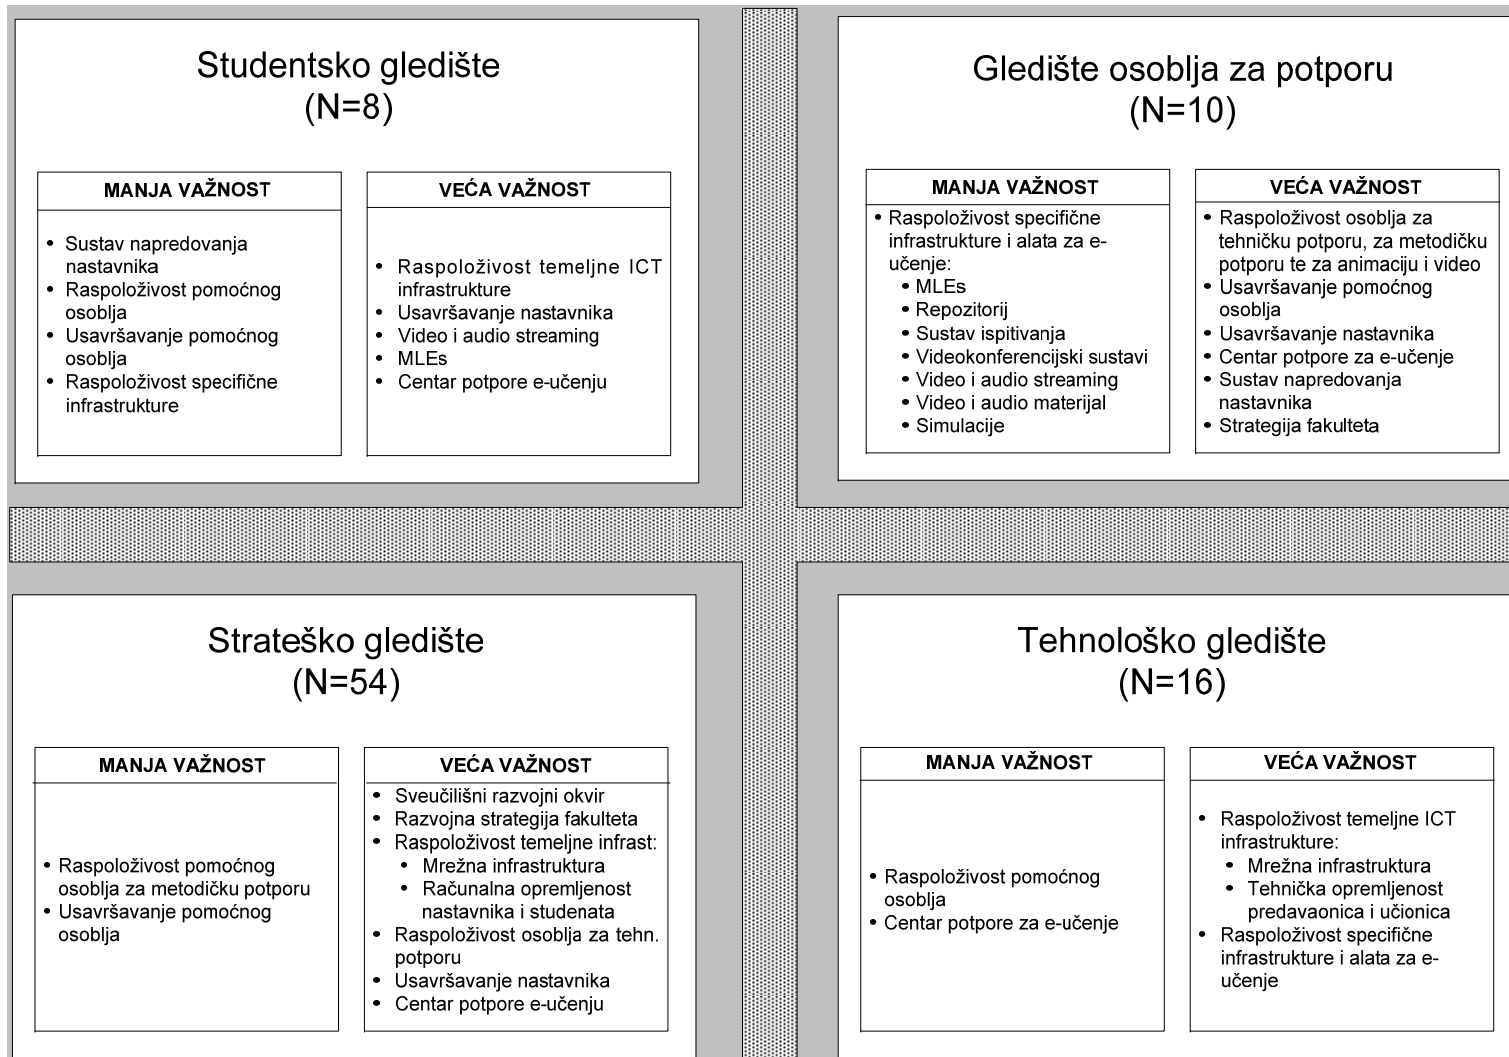 Studentsko gledište
(N=8)
MANJA VAŽNOST
• Sustav napredovanja
nastavnika
• Raspoloživost pomoćnog
osoblja
• Usavršavanje pomoćnog
osoblja
• Raspoloživost specifične
infrastrukture
VEĆA VAŽNOST
• Raspoloživost temeljne ICT
infrastrukture
• Usavršavanje nastavnika
• Video i audio streaming
• MLEs
• Centar potpore e-učenju
Gledište osoblja za potporu
(N=10)
MANJA VAŽNOST
• Raspoloživost specifične
infrastrukture i alata za e-
učenje:
• MLEs
• Repozitorij
• Sustav ispitivanja
• Videokonferencijski sustavi
• Video i audio streaming
• Video i audio materijal
• Simulacije
VEĆA VAŽNOST
• Raspoloživost osoblja za
tehničku potporu, za metodičku
potporu te za animaciju i video
• Usavršavanje pomoćnog
osoblja
• Usavršavanje nastavnika
• Centar potpore za e-učenje
• Sustav napredovanja
nastavnika
• Strategija fakulteta
Strateško gledište
(N=54)
MANJA VAŽNOST
• Raspoloživost pomoćnog
osoblja za metodičku potporu
• Usavršavanje pomoćnog
osoblja
VEĆA VAŽNOST
• Sveučilišni razvojni okvir
• Razvojna strategija fakulteta
• Raspoloživost temeljne infrast:
• Mrežna infrastruktura
• Računalna opremljenost
nastavnika i studenata
• Raspoloživost osoblja za tehn.
potporu
• Usavršavanje nastavnika
• Centar potpore e-učenju
Tehnološko gledište
(N=16)
MANJA VAŽNOST
• Raspoloživost pomoćnog
osoblja
• Centar potpore za e-učenje
VEĆA VAŽNOST
• Raspoloživost temeljne ICT
infrastrukture:
• Mrežna infrastruktura
• Tehnička opremljenost
predavaonica i učionica
• Raspoloživost specifične
infrastrukture i alata za e-
učenje